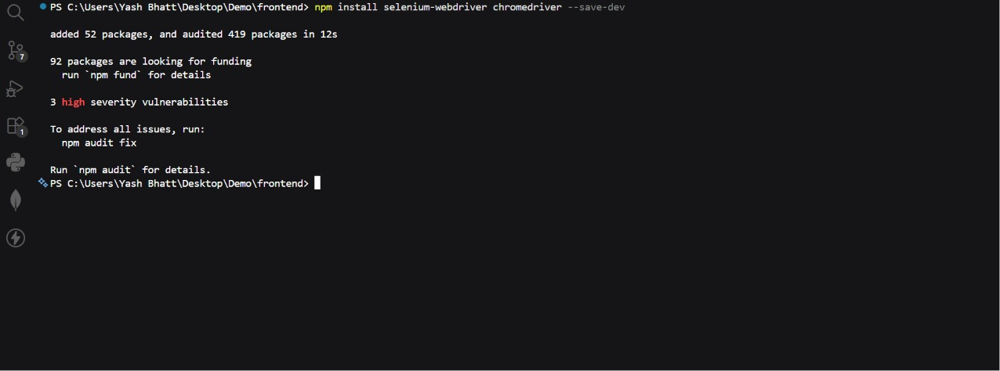 PS C:\Users\Yash Bhatt\Desktop\Demo\frontend> npm install selenium-webdriver chromedriver --save-dev
added 52 packages, and audited 419 packages in 12s
92 packages are looking for funding
run `npm fund` for details
3 high severity vulnerabilities
To address all issues, run:
npm audit fix
Run `npm audit` for details.
PS C:\Users\Yash Bhatt\Desktop\Demo\frontend>
7
1